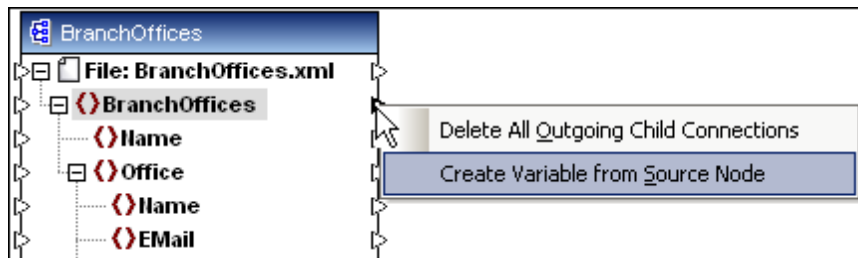 BranchOffices
File: BranchOffices.xml
BranchOffices
Name
Delete All Outgoing Child Connections
Office
Create Variable from Source Node
Name
EMail